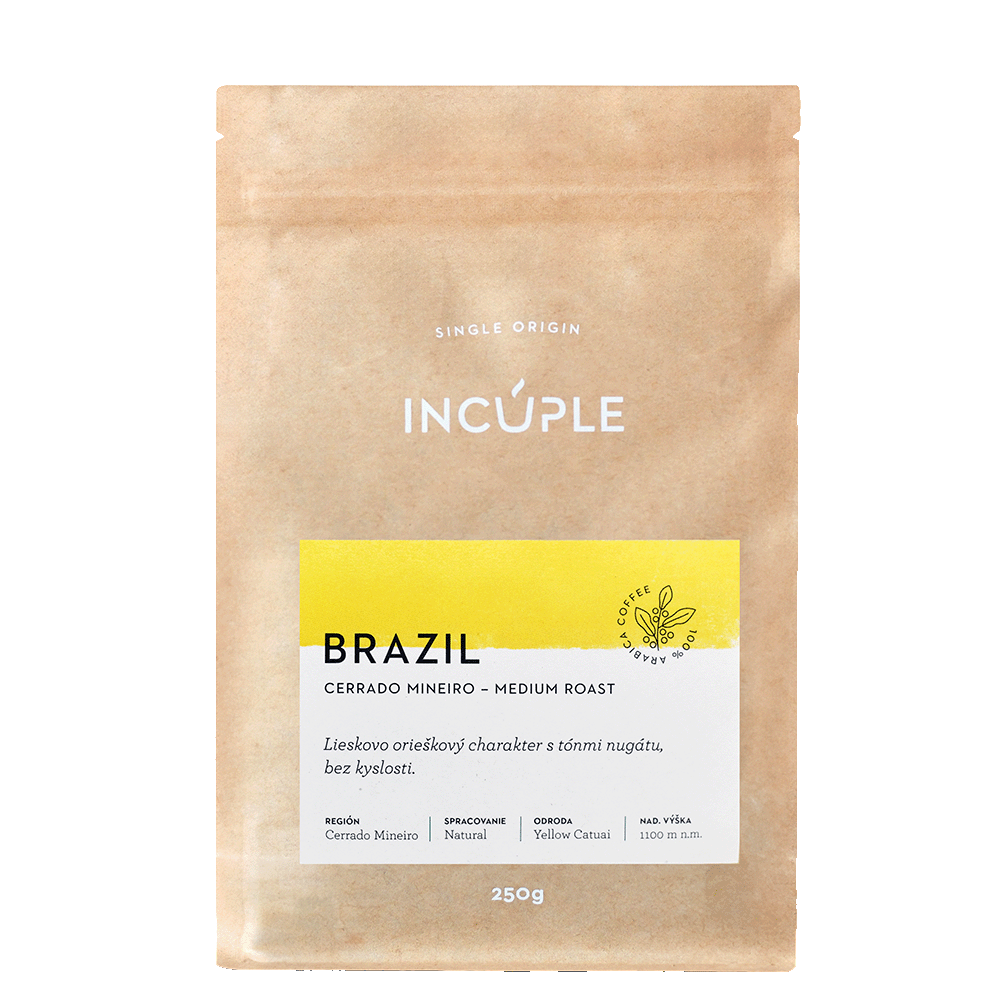 SINGLE ORIGIN
INCÚPLE
100% ARABICA COFFEE
BRAZIL
CERRADO MINEIRO – MEDIUM ROAST
Lieskovo orieškový charakter s tónmi nugátu,
bez kyslosti.
REGIÓN
Cerrado Mineiro
SPRACOVANIE
Natural
ODRODA
Yellow Catuai
NAD. VÝŠKA
1100 m n.m.
250g